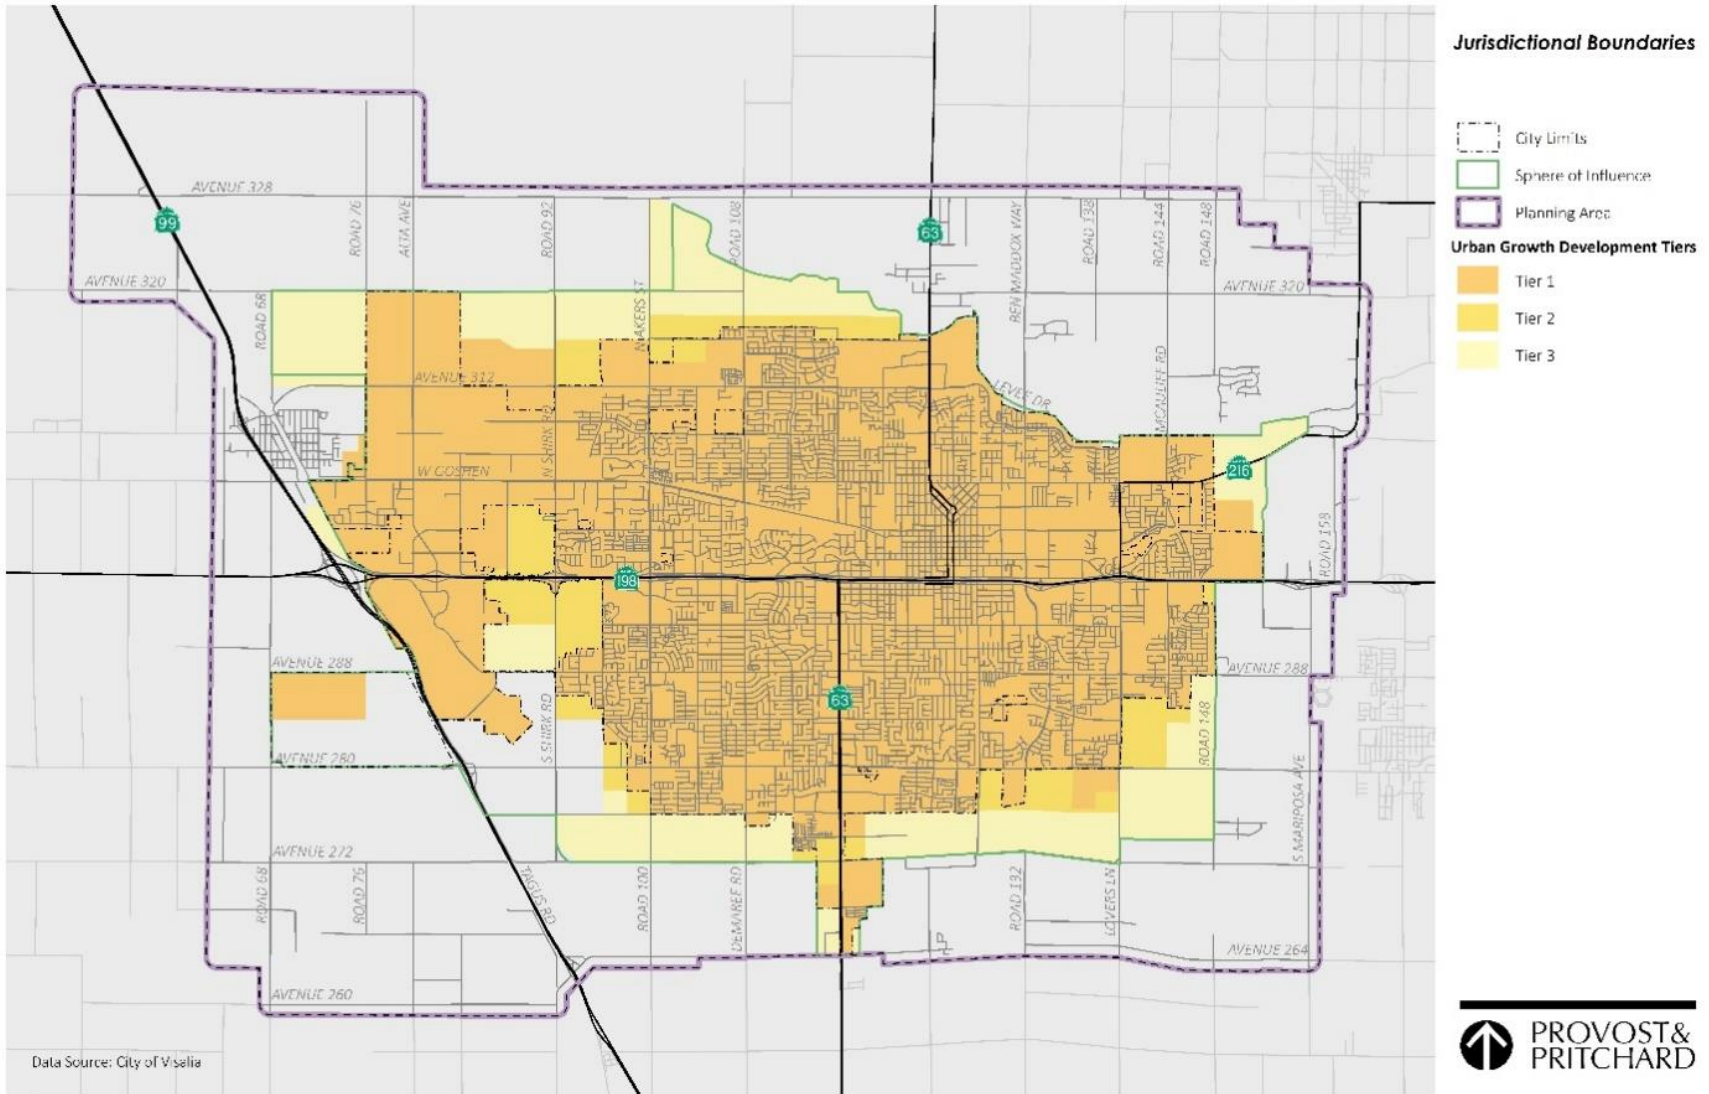 Jurisdictional Boundaries
City Limits
Sphere of Influence
Planning Area
Urban Growth Development Tiers
Tier 1
Tier 2
Tier 3
AVENUE 328
99
ROAD 76
ALTA AVE
ROAD 92
ROAD 108
63
BEN MADDOX WAY
ROAD 138
ROAD 144
ROAD 148
AVENUE 320
AVENUE 320
ROAD 68
N AKERS ST
AVENUE 312
LEVEE DR
MCAULIFF RD
N SHIRK RD
W GOSHEN
216
ROAD 158
198
AVENUE 288
AVENUE 288
63
S SHIRK RD
ROAD 148
AVENUE 280
S MARIPOSA AVE
AVENUE 272
ROAD 68
ROAD 76
TAGUS RD
ROAD 100
DEMAREE RD
ROAD 132
LOVERS LN
AVENUE 264
AVENUE 260
Data Source: City of Visalia
PROVOST&
PRITCHARD